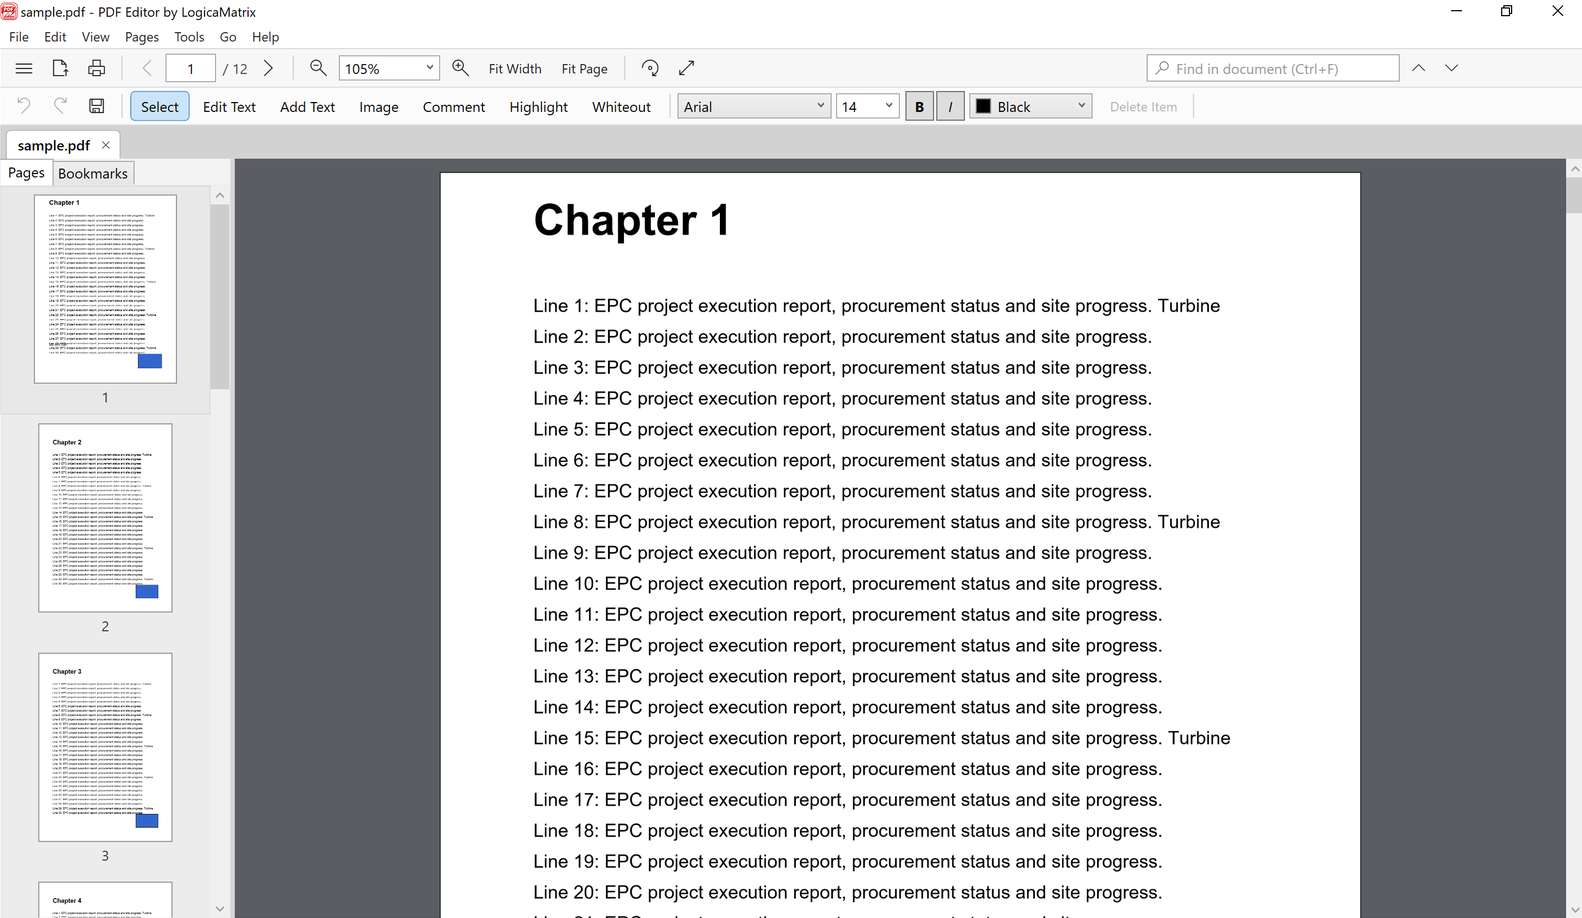 sample.pdf - PDF Editor by LogicaMatrix
File Edit View Pages Tools Go Help
1 / 12 105% Fit Width Fit Page Find in document (Ctrl+F)
Select Edit Text Add Text Image Comment Highlight Whiteout Arial 14 B I Black Delete Item
sample.pdf
Pages Bookmarks
Chapter 1
1
Chapter 2
2
Chapter 3
3
Chapter 4
Chapter 1
Line 1: EPC project execution report, procurement status and site progress. Turbine
Line 2: EPC project execution report, procurement status and site progress.
Line 3: EPC project execution report, procurement status and site progress.
Line 4: EPC project execution report, procurement status and site progress.
Line 5: EPC project execution report, procurement status and site progress.
Line 6: EPC project execution report, procurement status and site progress.
Line 7: EPC project execution report, procurement status and site progress.
Line 8: EPC project execution report, procurement status and site progress. Turbine
Line 9: EPC project execution report, procurement status and site progress.
Line 10: EPC project execution report, procurement status and site progress.
Line 11: EPC project execution report, procurement status and site progress.
Line 12: EPC project execution report, procurement status and site progress.
Line 13: EPC project execution report, procurement status and site progress.
Line 14: EPC project execution report, procurement status and site progress.
Line 15: EPC project execution report, procurement status and site progress. Turbine
Line 16: EPC project execution report, procurement status and site progress.
Line 17: EPC project execution report, procurement status and site progress.
Line 18: EPC project execution report, procurement status and site progress.
Line 19: EPC project execution report, procurement status and site progress.
Line 20: EPC project execution report, procurement status and site progress.